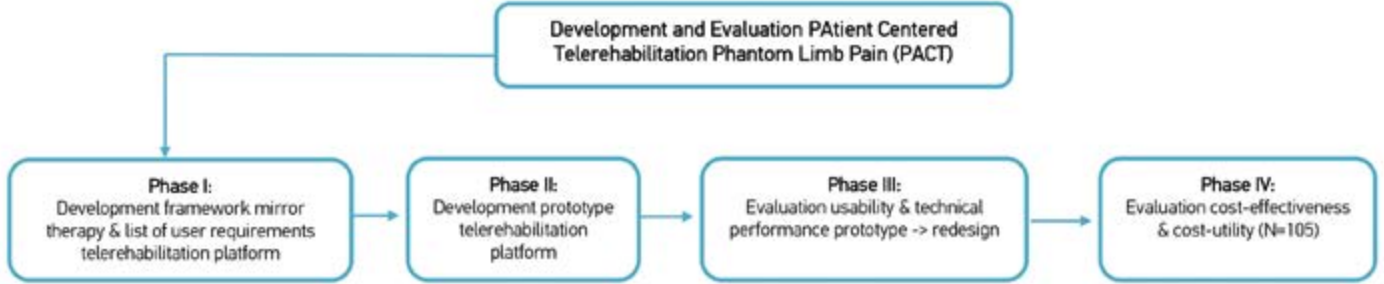 Development and Evaluation PAtient Centered
Telerehabilitation Phantom Limb Pain (PACT)
Phase I:
Development framework mirror
therapy & list of user requirements
telerehabilitation platform
Phase II:
Development prototype
telerehabilitation
platform
Phase III:
Evaluation usability & technical
performance prototype -> redesign
Phase IV:
Evaluation cost-effectiveness
& cost-utility (N=105)